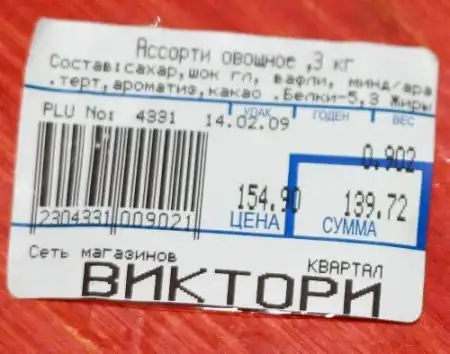 Ассорти овощное ,3 кг
Состав:сахар,шок гл, вафли, минд/ара
.терт,ароматиз,какао .Белки-5,3 Жиры
PLU No: 4331 14.02.09
УПАК ГОДЕН ВЕС
0.902
154.90 139.72
ЦЕНА СУММА
2304331 009021
Сеть магазинов КВАРТАЛ
ВИКТОРИ